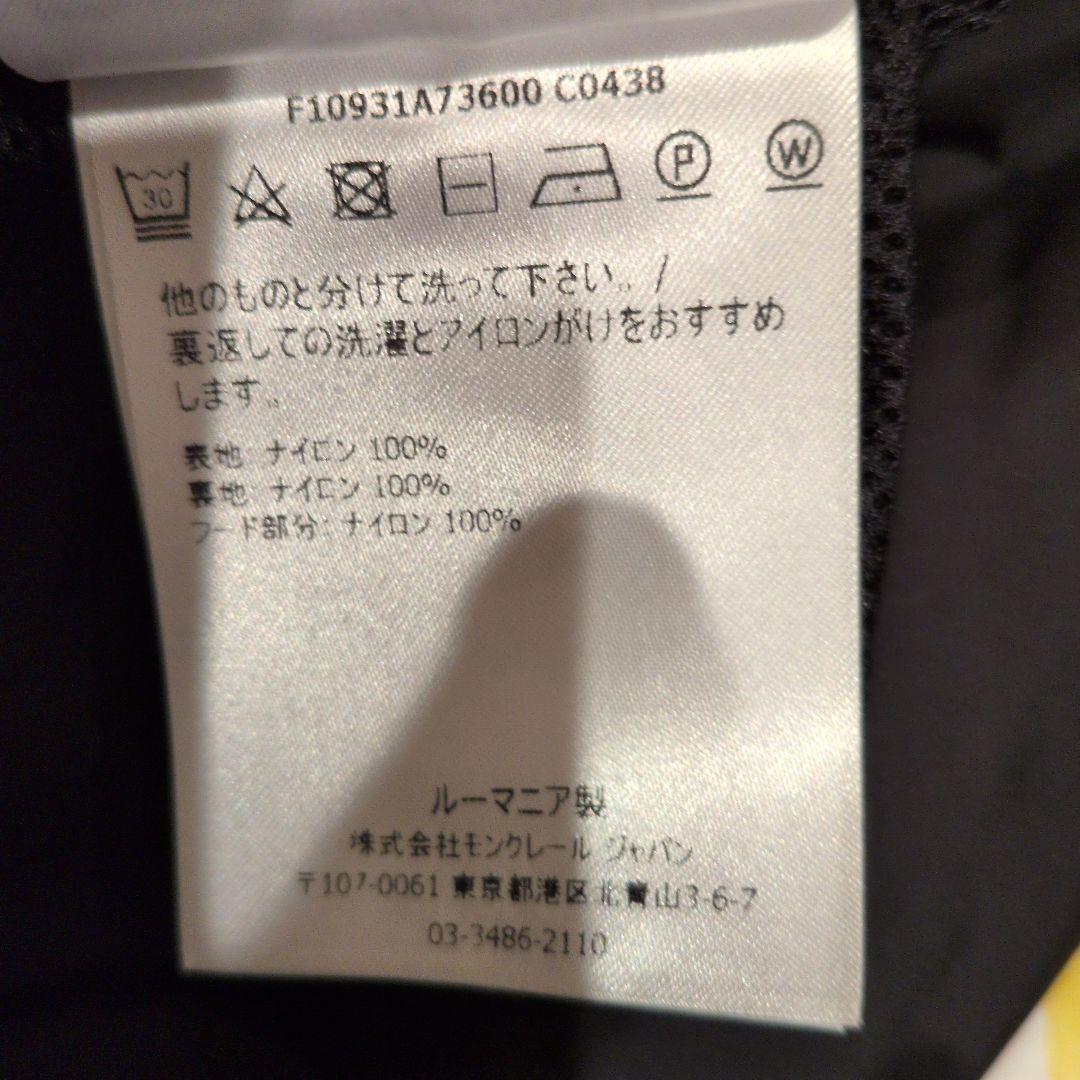 F10931A73600 C0438
30 P W
他のものと分けて洗って下さい。/
裏返しての洗濯とアイロンがけをおすすめ
します。
表地: ナイロン 100%
裏地: ナイロン 100%
フード部分: ナイロン 100%
ルーマニア製
株式会社モンクレール ジャパン
〒107-0061 東京都港区北青山3-6-7
03-3486-2110